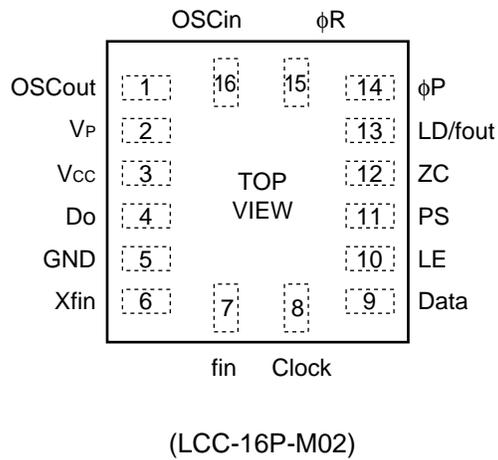 OSCin ϕR
OSCout 1 16 15 14 ϕP
VP 2 13 LD/fout
VCC 3 12 ZC
TOP
Do 4 11 PS
VIEW
GND 5 10 LE
Xfin 6 7 8 9 Data
fin Clock
(LCC-16P-M02)